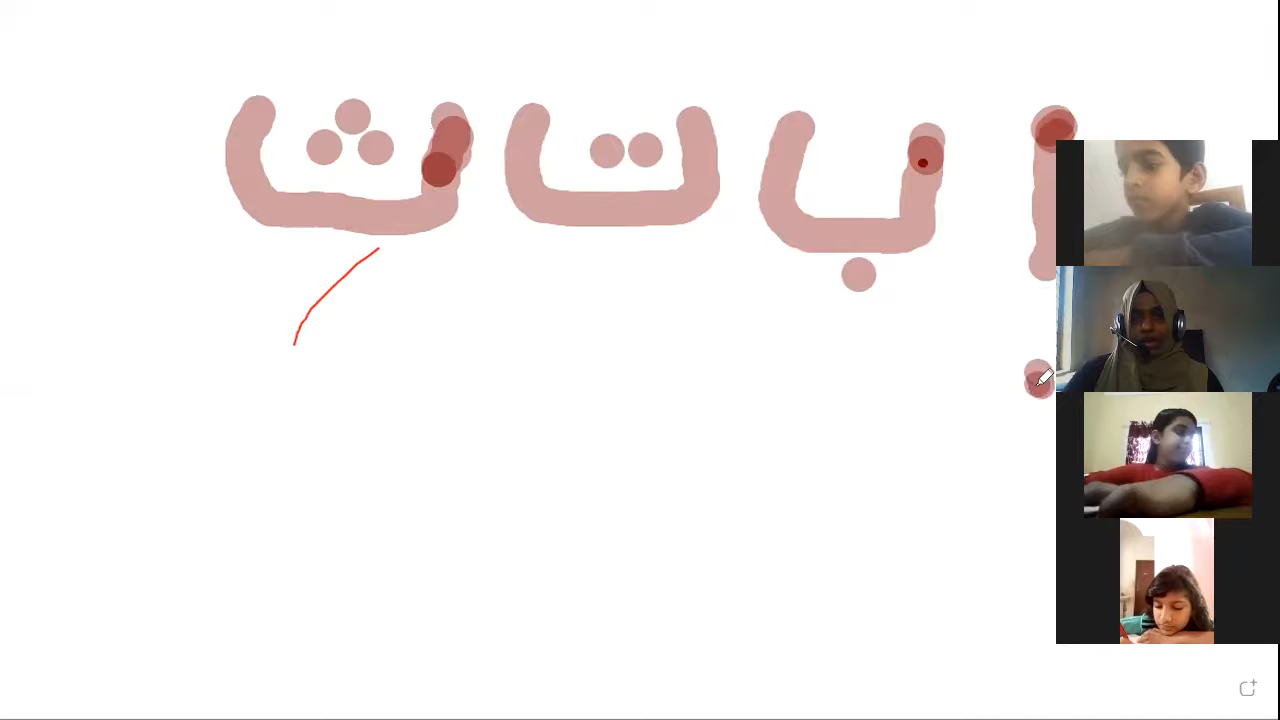 ا ب ت ث